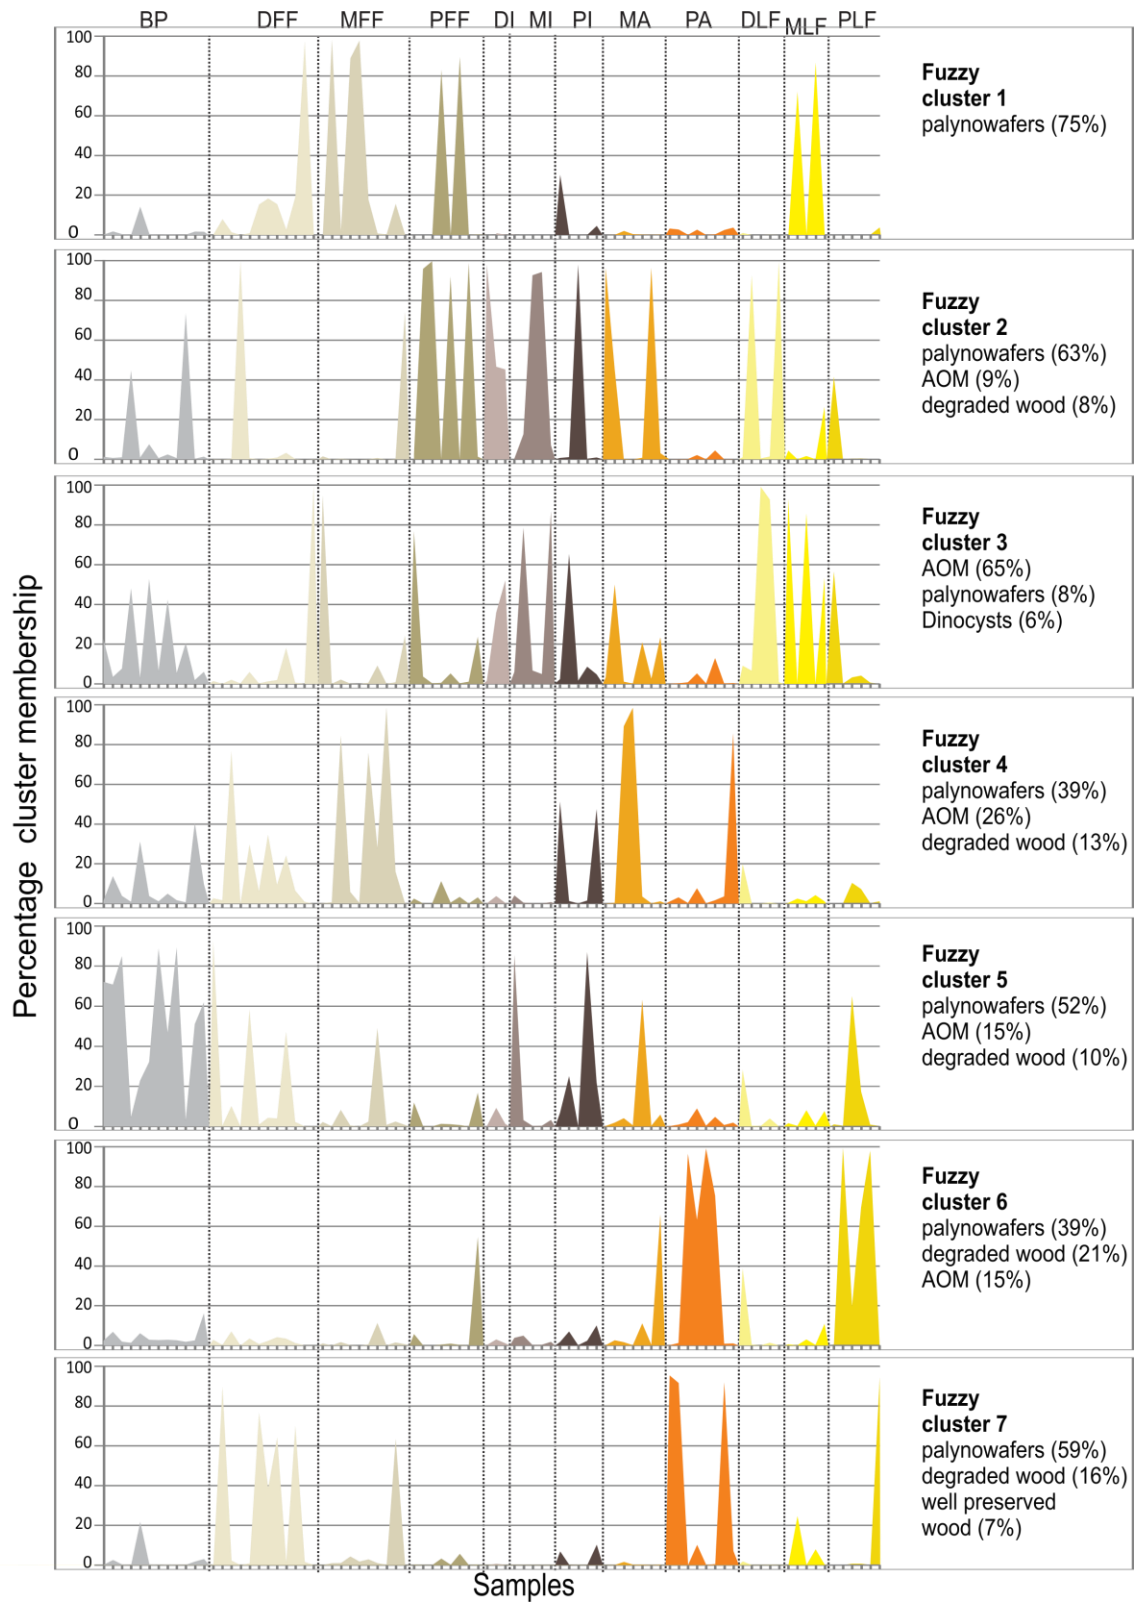 BP DFF MFF PFF DI MI PI MA PA DLF MLF PLF
100
80
60
40
20
0
Fuzzy
cluster 1
palynowafers (75%)
100
80
60
40
20
0
Fuzzy
cluster 2
palynowafers (63%)
AOM (9%)
degraded wood (8%)
100
80
60
40
20
0
Fuzzy
cluster 3
AOM (65%)
palynowafers (8%)
Dinocysts (6%)
100
80
60
40
20
0
Fuzzy
cluster 4
palynowafers (39%)
AOM (26%)
degraded wood (13%)
100
80
60
40
20
0
Fuzzy
cluster 5
palynowafers (52%)
AOM (15%)
degraded wood (10%)
100
80
60
40
20
0
Fuzzy
cluster 6
palynowafers (39%)
degraded wood (21%)
AOM (15%)
100
80
60
40
20
0
Fuzzy
cluster 7
palynowafers (59%)
degraded wood (16%)
well preserved
wood (7%)
Percentage cluster membership
Samples